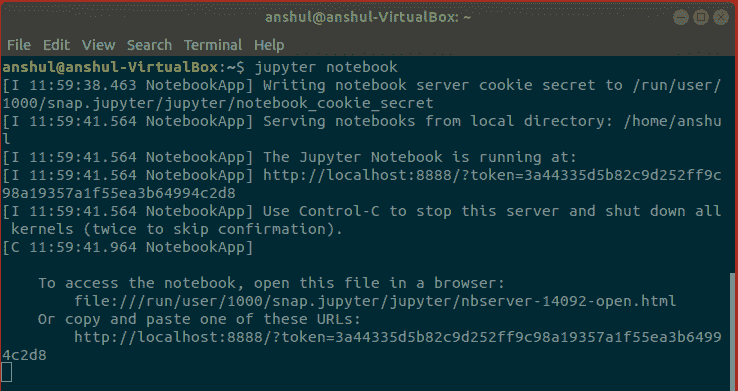 anshul@anshul-VirtualBox: ~
File Edit View Search Terminal Help
anshul@anshul-VirtualBox:~$ jupyter notebook
[I 11:59:38.463 NotebookApp] Writing notebook server cookie secret to /run/user/
1000/snap.jupyter/jupyter/notebook_cookie_secret
[I 11:59:41.564 NotebookApp] Serving notebooks from local directory: /home/anshu
l
[I 11:59:41.564 NotebookApp] The Jupyter Notebook is running at:
[I 11:59:41.564 NotebookApp] http://localhost:8888/?token=3a44335d5b82c9d252ff9c
98a19357a1f55ea3b64994c2d8
[I 11:59:41.564 NotebookApp] Use Control-C to stop this server and shut down all
 kernels (twice to skip confirmation).
[C 11:59:41.964 NotebookApp]
    To access the notebook, open this file in a browser:
        file:///run/user/1000/snap.jupyter/jupyter/nbserver-14092-open.html
    Or copy and paste one of these URLs:
        http://localhost:8888/?token=3a44335d5b82c9d252ff9c98a19357a1f55ea3b6499
4c2d8